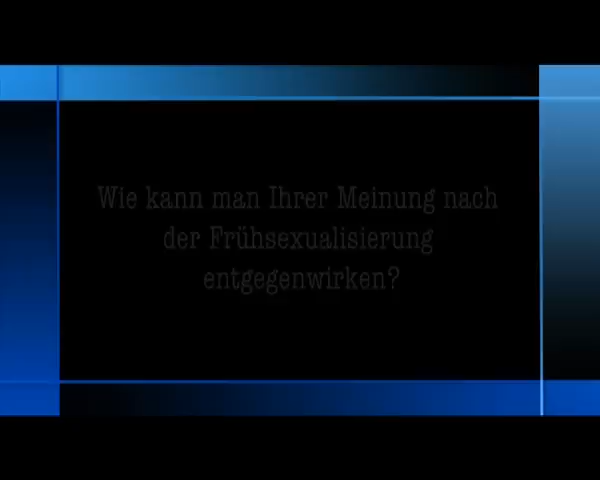 Wie kann man Ihrer Meinung nach
der Frühsexualisierung
entgegenwirken?